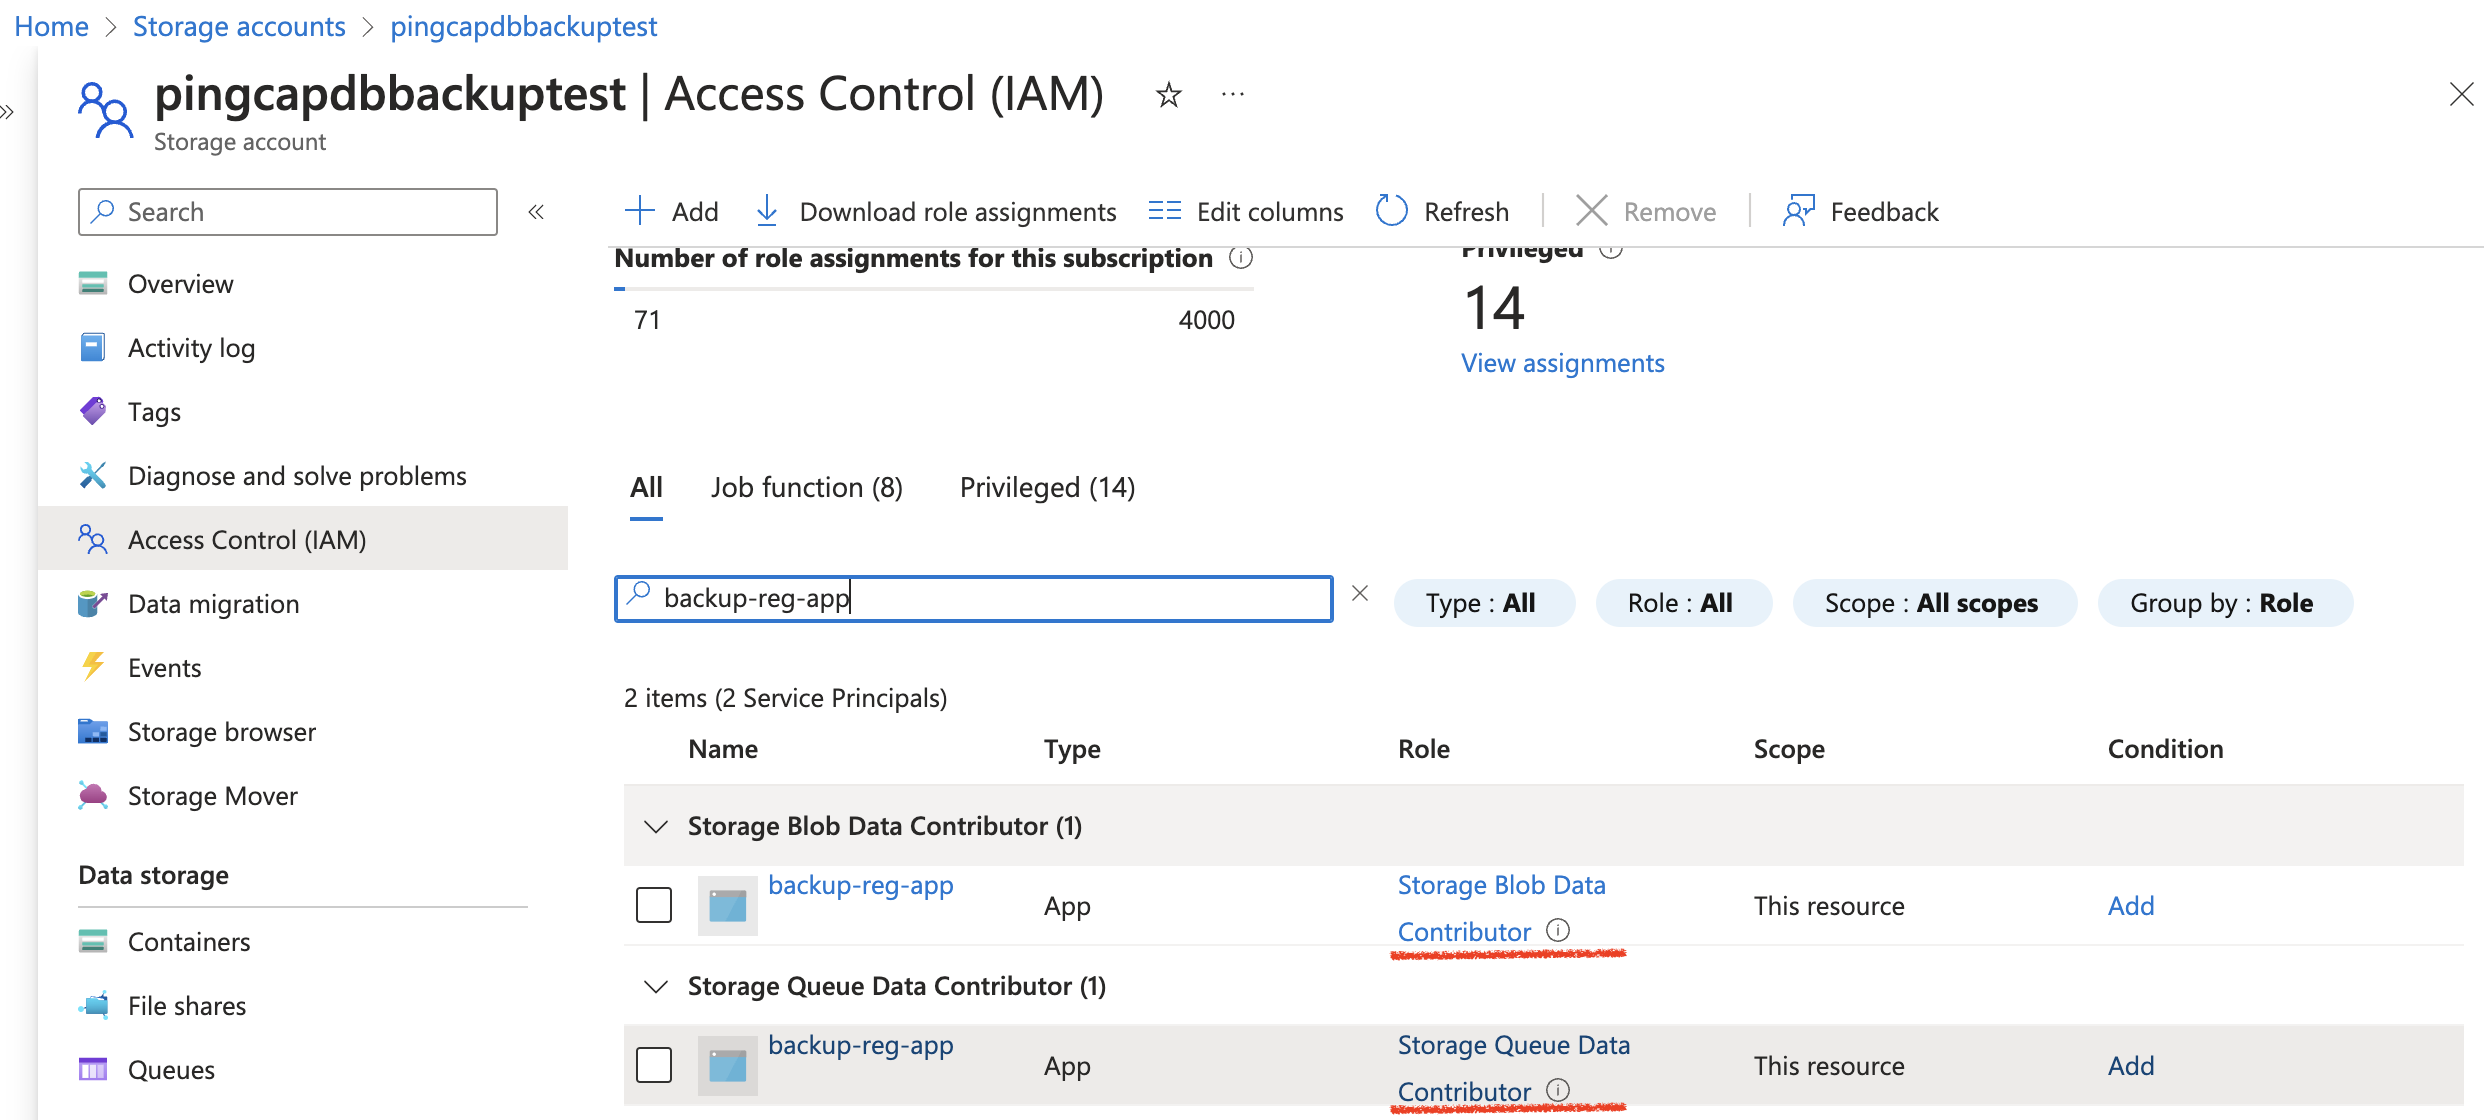 Home > Storage accounts > pingcapdbbackuptest
pingcapdbbackuptest | Access Control (IAM)
Storage account
Search
Add
Download role assignments
Edit columns
Refresh
Remove
Feedback
Overview
Activity log
Tags
Diagnose and solve problems
Access Control (IAM)
Data migration
Events
Storage browser
Storage Mover
Data storage
Containers
File shares
Queues
Number of role assignments for this subscription
71 4000
Privileged
14
View assignments
All Job function (8) Privileged (14)
backup-reg-app
Type : All
Role : All
Scope : All scopes
Group by : Role
2 items (2 Service Principals)
Name Type Role Scope Condition
Storage Blob Data Contributor (1)
backup-reg-app App Storage Blob Data This resource Add
Contributor
Storage Queue Data Contributor (1)
backup-reg-app App Storage Queue Data This resource Add
Contributor